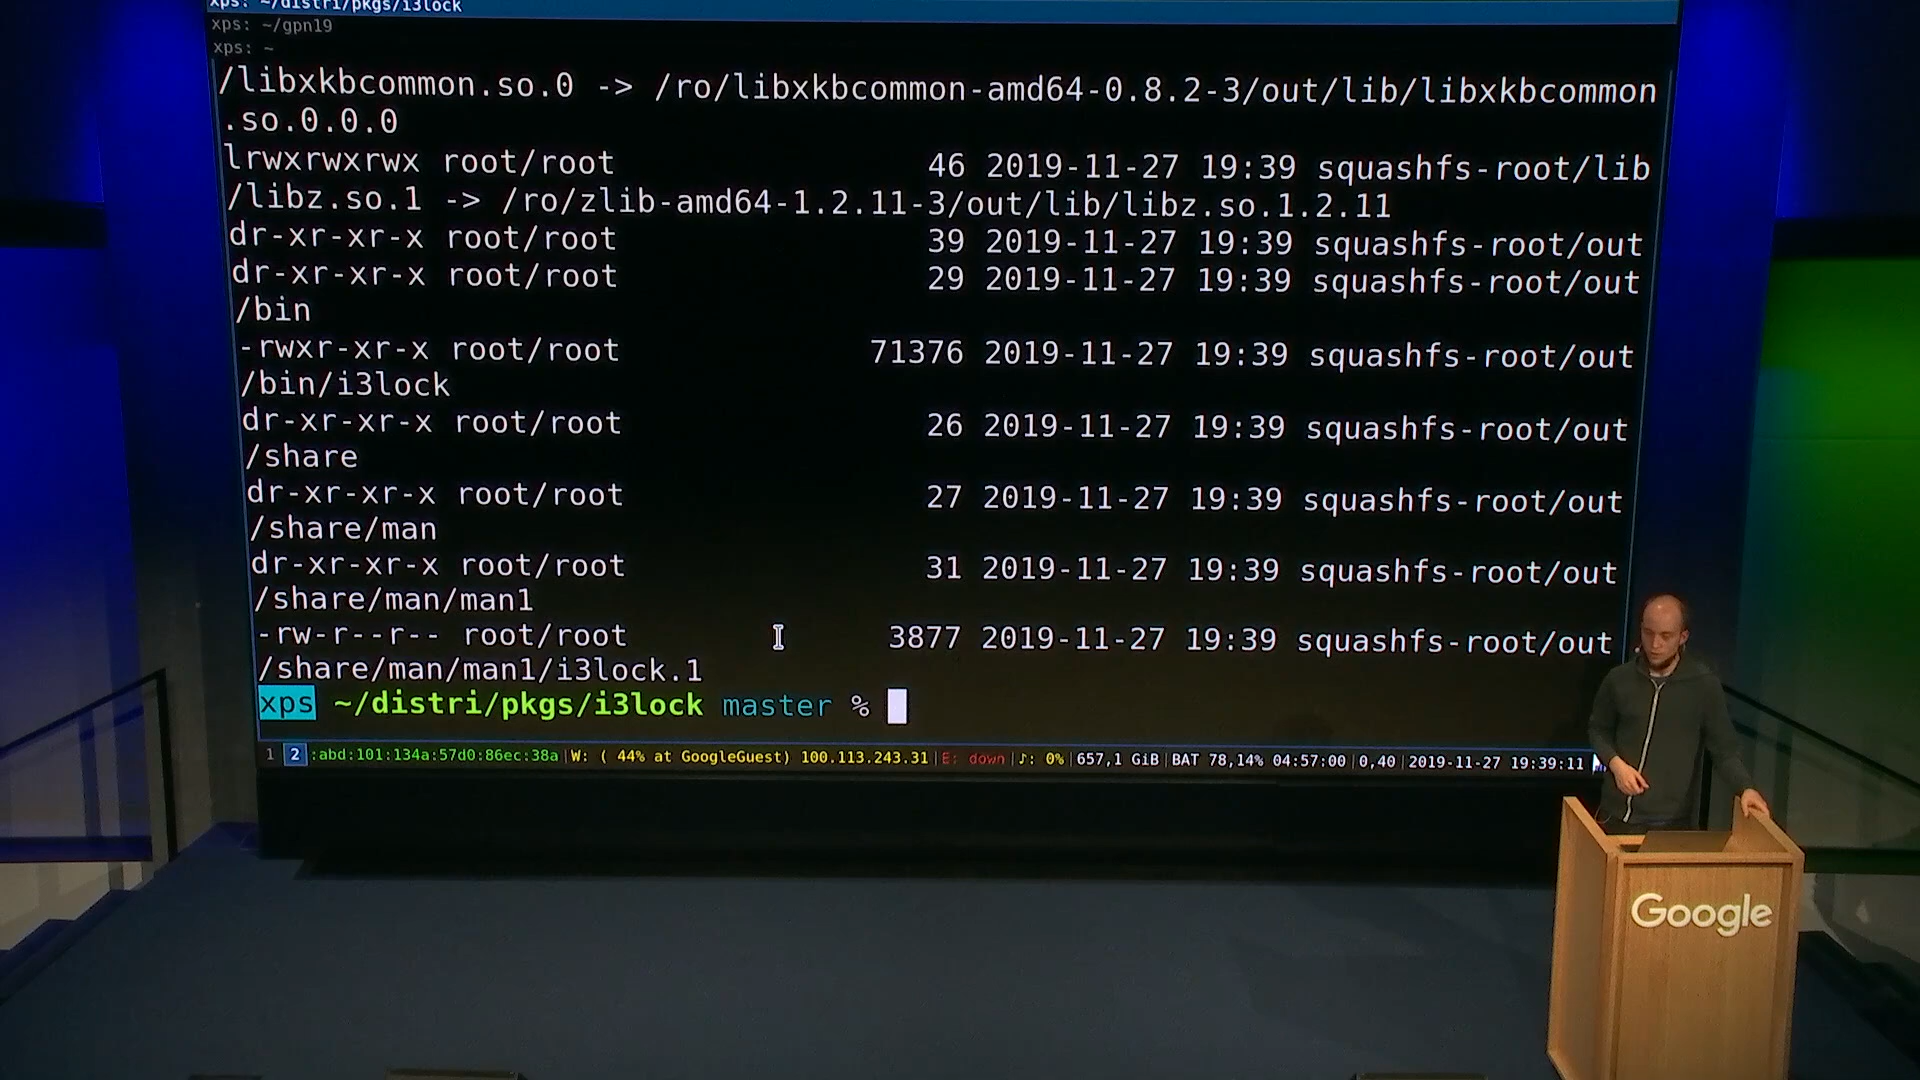 xps: ~/distri/pkgs/i3lock
xps: ~/gpn19
xps: ~
/libxkbcommon.so.0 -> /ro/libxkbcommon-amd64-0.8.2-3/out/lib/libxkbcommon
.so.0.0.0
lrwxrwxrwx root/root 46 2019-11-27 19:39 squashfs-root/lib
/libz.so.1 -> /ro/zlib-amd64-1.2.11-3/out/lib/libz.so.1.2.11
dr-xr-xr-x root/root 39 2019-11-27 19:39 squashfs-root/out
dr-xr-xr-x root/root 29 2019-11-27 19:39 squashfs-root/out
/bin
-rwxr-xr-x root/root 71376 2019-11-27 19:39 squashfs-root/out
/bin/i3lock
dr-xr-xr-x root/root 26 2019-11-27 19:39 squashfs-root/out
/share
dr-xr-xr-x root/root 27 2019-11-27 19:39 squashfs-root/out
/share/man
dr-xr-xr-x root/root 31 2019-11-27 19:39 squashfs-root/out
/share/man/man1
-rw-r--r-- root/root 3877 2019-11-27 19:39 squashfs-root/out
/share/man/man1/i3lock.1
xps ~/distri/pkgs/i3lock master %
1 2 :abd:101:134a:57d0:86ec:38a|W: ( 44% at GoogleGuest) 100.113.243.31|E: down|♪: 0%|657,1 GiB|BAT 78,14% 04:57:00|0,40|2019-11-27 19:39:11
Google